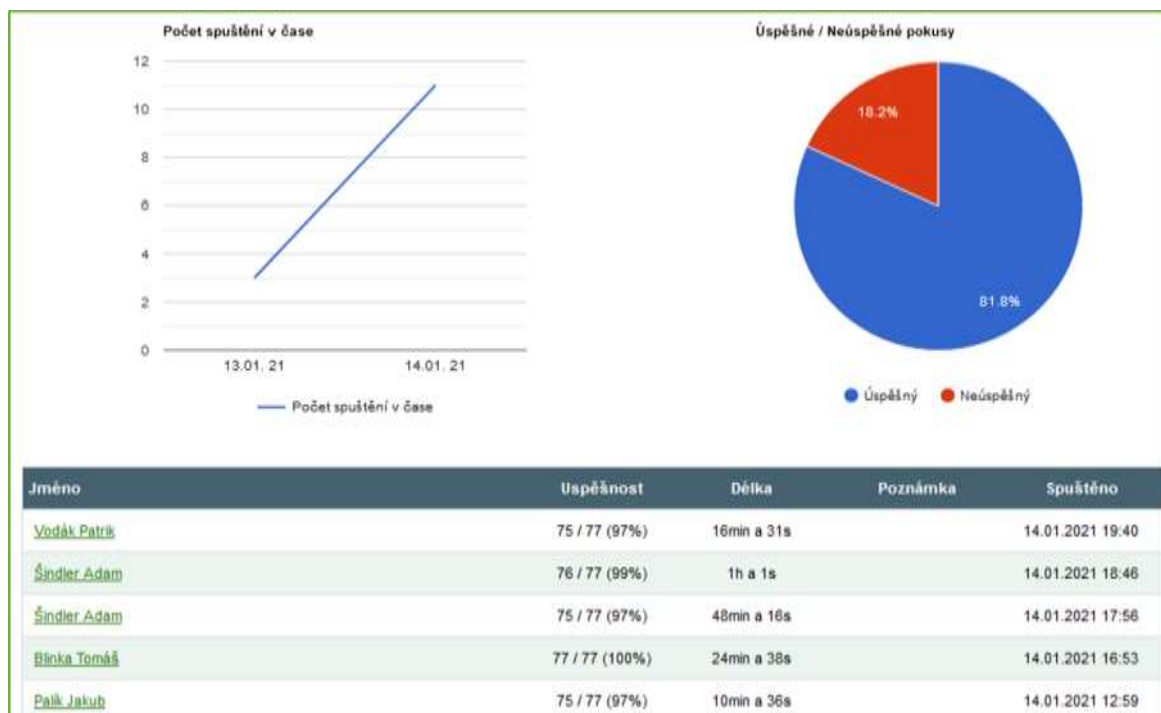 Počet spuštění v čase
12
10
8
6
4
2
0
13.01. 21 14.01. 21
Počet spuštění v čase
Úspěšné / Neúspěšné pokusy
18.2%
81.8%
Úspěšný Neúspěšný
Jméno Uspěšnost Délka Poznámka Spuštěno
Vodák Patrik 75 / 77 (97%) 16min a 31s 14.01.2021 19:40
Šindler Adam 76 / 77 (99%) 1h a 1s 14.01.2021 18:46
Šindler Adam 75 / 77 (97%) 48min a 16s 14.01.2021 17:56
Blinka Tomáš 77 / 77 (100%) 24min a 38s 14.01.2021 16:53
Palík Jakub 75 / 77 (97%) 10min a 36s 14.01.2021 12:59